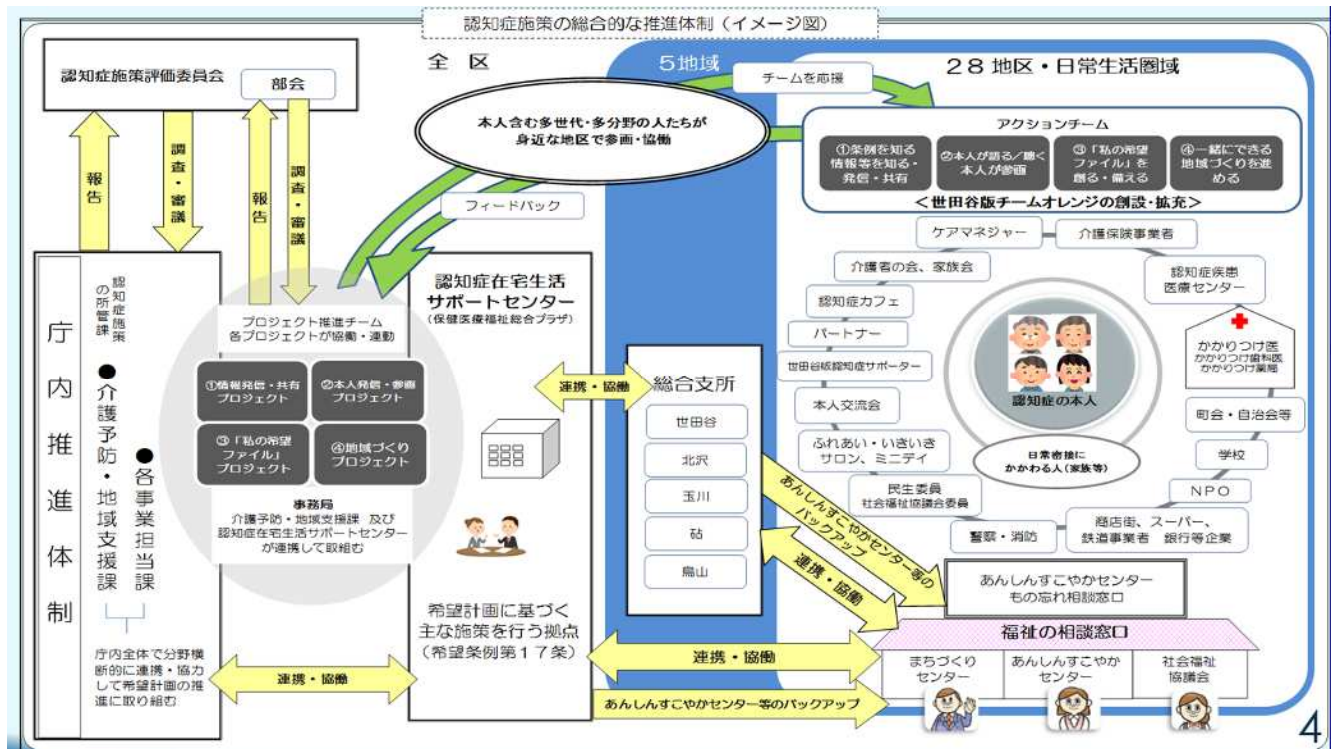 認知症施策の総合的な推進体制（イメージ図）
認知症施策評価委員会
部会
全区
5地域
28地区・日常生活圏域
チームを応援
本人含む多世代・多分野の人たちが
身近な地区で参画・協働
フィードバック
アクションチーム
①条例を知る
情報等を知る・
発信・共有
②本人が語る／聴く
本人が参画
③「私の希望
ファイル」を
創る・備える
④一緒にできる
地域づくりを進
める
＜世田谷版チームオレンジの創設・拡充＞
報告
調査・審議
報告
調査・審議
庁内推進体制
認知症施策
の所管課
●介護予防・地域支援課
●各事業担当課
庁内全体で分野横
断的に連携・協力
して希望計画の推
進に取り組む
プロジェクト推進チーム
各プロジェクトが協働・連動
①情報発信・共有
プロジェクト
②本人発信・参画
プロジェクト
③「私の希望
ファイル」
プロジェクト
④地域づくり
プロジェクト
事務局
介護予防・地域支援課 及び
認知症在宅生活サポートセンター
が連携して取組む
連携・協働
認知症在宅生活
サポートセンター
（保健医療福祉総合プラザ）
希望計画に基づく
主な施策を行う拠点
（希望条例第１７条）
連携・協働
総合支所
世田谷
北沢
玉川
砧
烏山
あんしんすこやかセンター等の
バックアップ
連携・協働
連携・協働
あんしんすこやかセンター等のバックアップ
ケアマネジャー
介護保険事業者
介護者の会、家族会
認知症カフェ
パートナー
世田谷版認知症サポーター
本人交流会
ふれあい・いきいき
サロン、ミニデイ
民生委員
社会福祉協議会委員
警察・消防
認知症疾患
医療センター
かかりつけ医
かかりつけ歯科医
かかりつけ薬局
町会・自治会等
学校
NPO
商店街、スーパー、
鉄道事業者 銀行等企業
認知症の本人
日常密接に
かかわる人（家族等）
あんしんすこやかセンター
もの忘れ相談窓口
福祉の相談窓口
まちづくり
センター
あんしんすこやか
センター
社会福祉
協議会
4